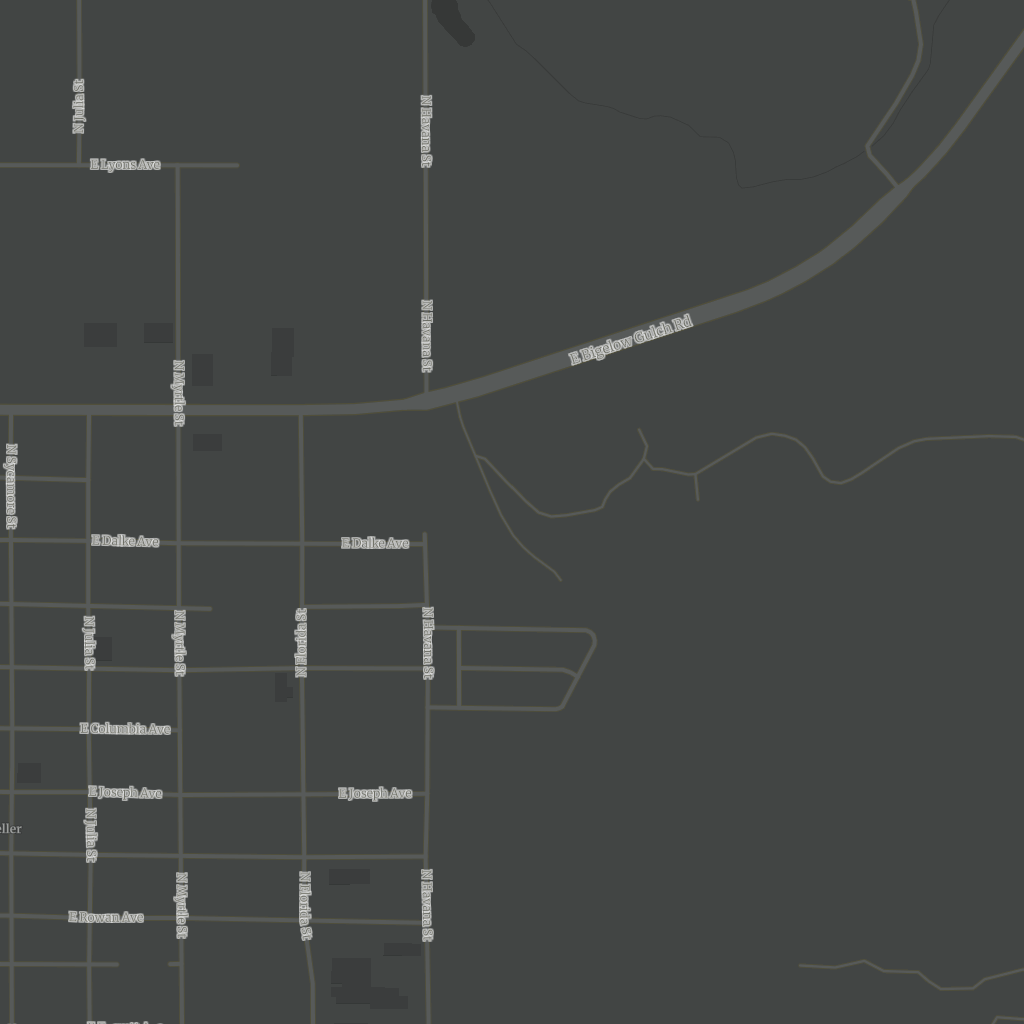 N Julia St
N Havana St
E Lyons Ave
N Havana St
E Bigelow Gulch Rd
N Myrtle St
N Sycamore St
E Dalke Ave
E Dalke Ave
N Julia St
N Myrtle St
N Florida St
N Havana St
E Columbia Ave
E Joseph Ave
E Joseph Ave
N Julia St
eller
N Myrtle St
N Florida St
N Havana St
E Rowan Ave